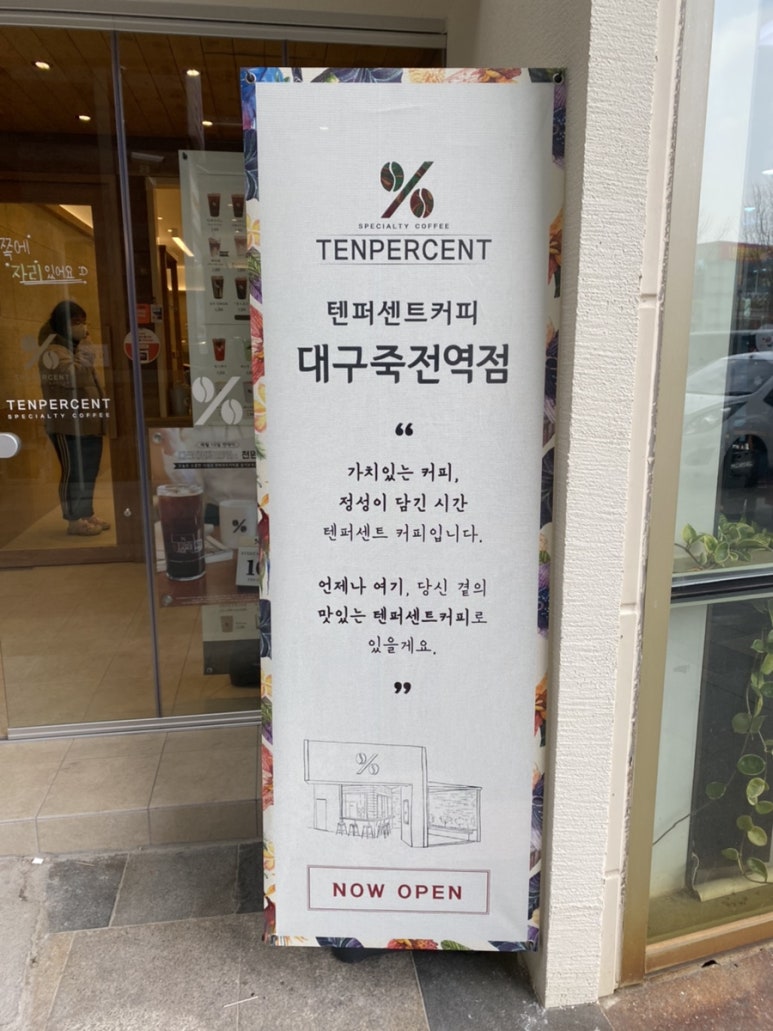 %
SPECIALTY COFFEE
TENPERCENT
텐퍼센트커피
대구죽전역점
“
가치있는 커피,
정성이 담긴 시간
텐퍼센트 커피입니다.
언제나 여기, 당신 곁의
맛있는 텐퍼센트커피로
있을게요.
”
%
NOW OPEN
쪽에
자리있어요 :D
%
TENPERCENT
SPECIALTY COFFEE
%